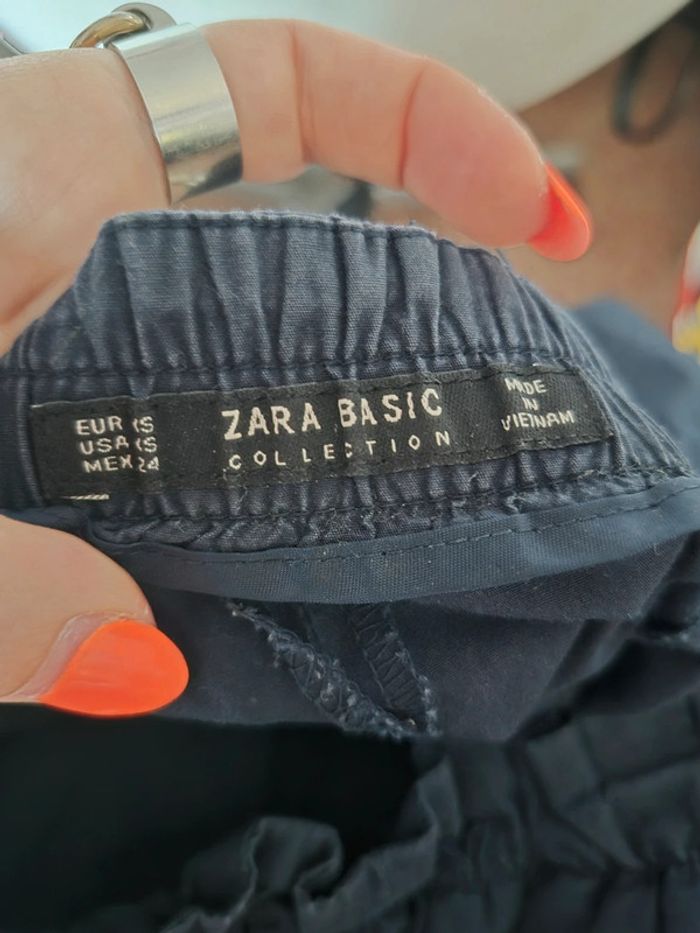 EUR XS
USA XS
MEX 24
ZARA BASIC
COLLECTION
MADE
IN
VIETNAM